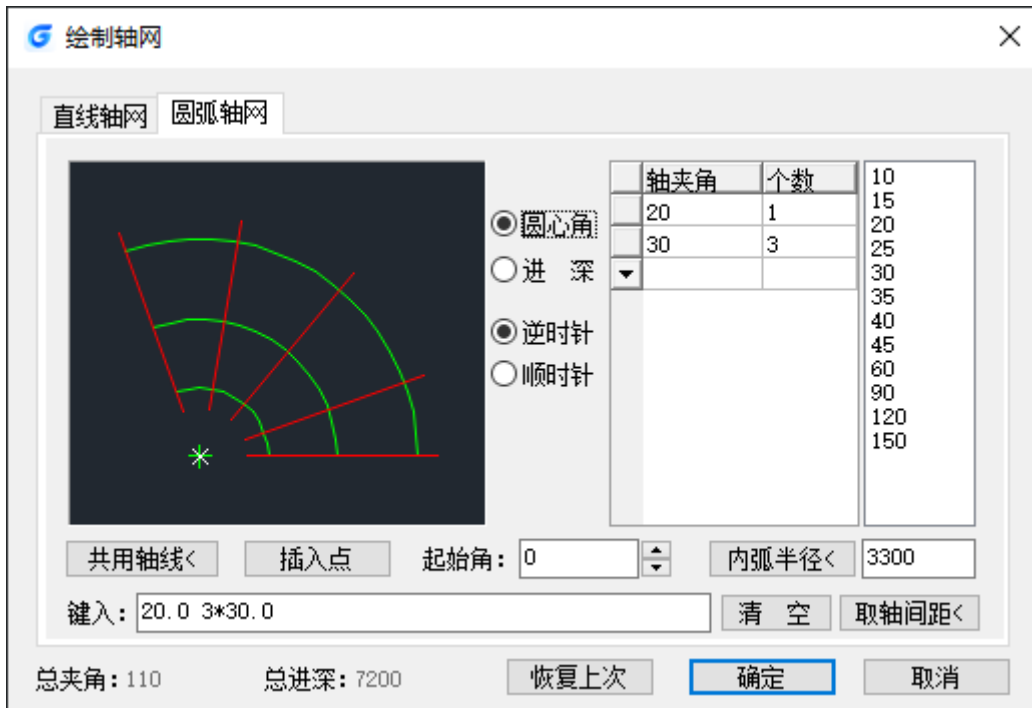 绘制轴网
直线轴网 圆弧轴网
圆心角
进 深
逆时针
顺时针
轴夹角 个数
20 1
30 3
10
15
20
25
30
35
40
45
60
90
120
150
共用轴线< 插入点 起始角: 0 内弧半径< 3300
键入: 20.0 3*30.0 清 空 取轴间距<
总夹角: 110 总进深: 7200 恢复上次 确定 取消